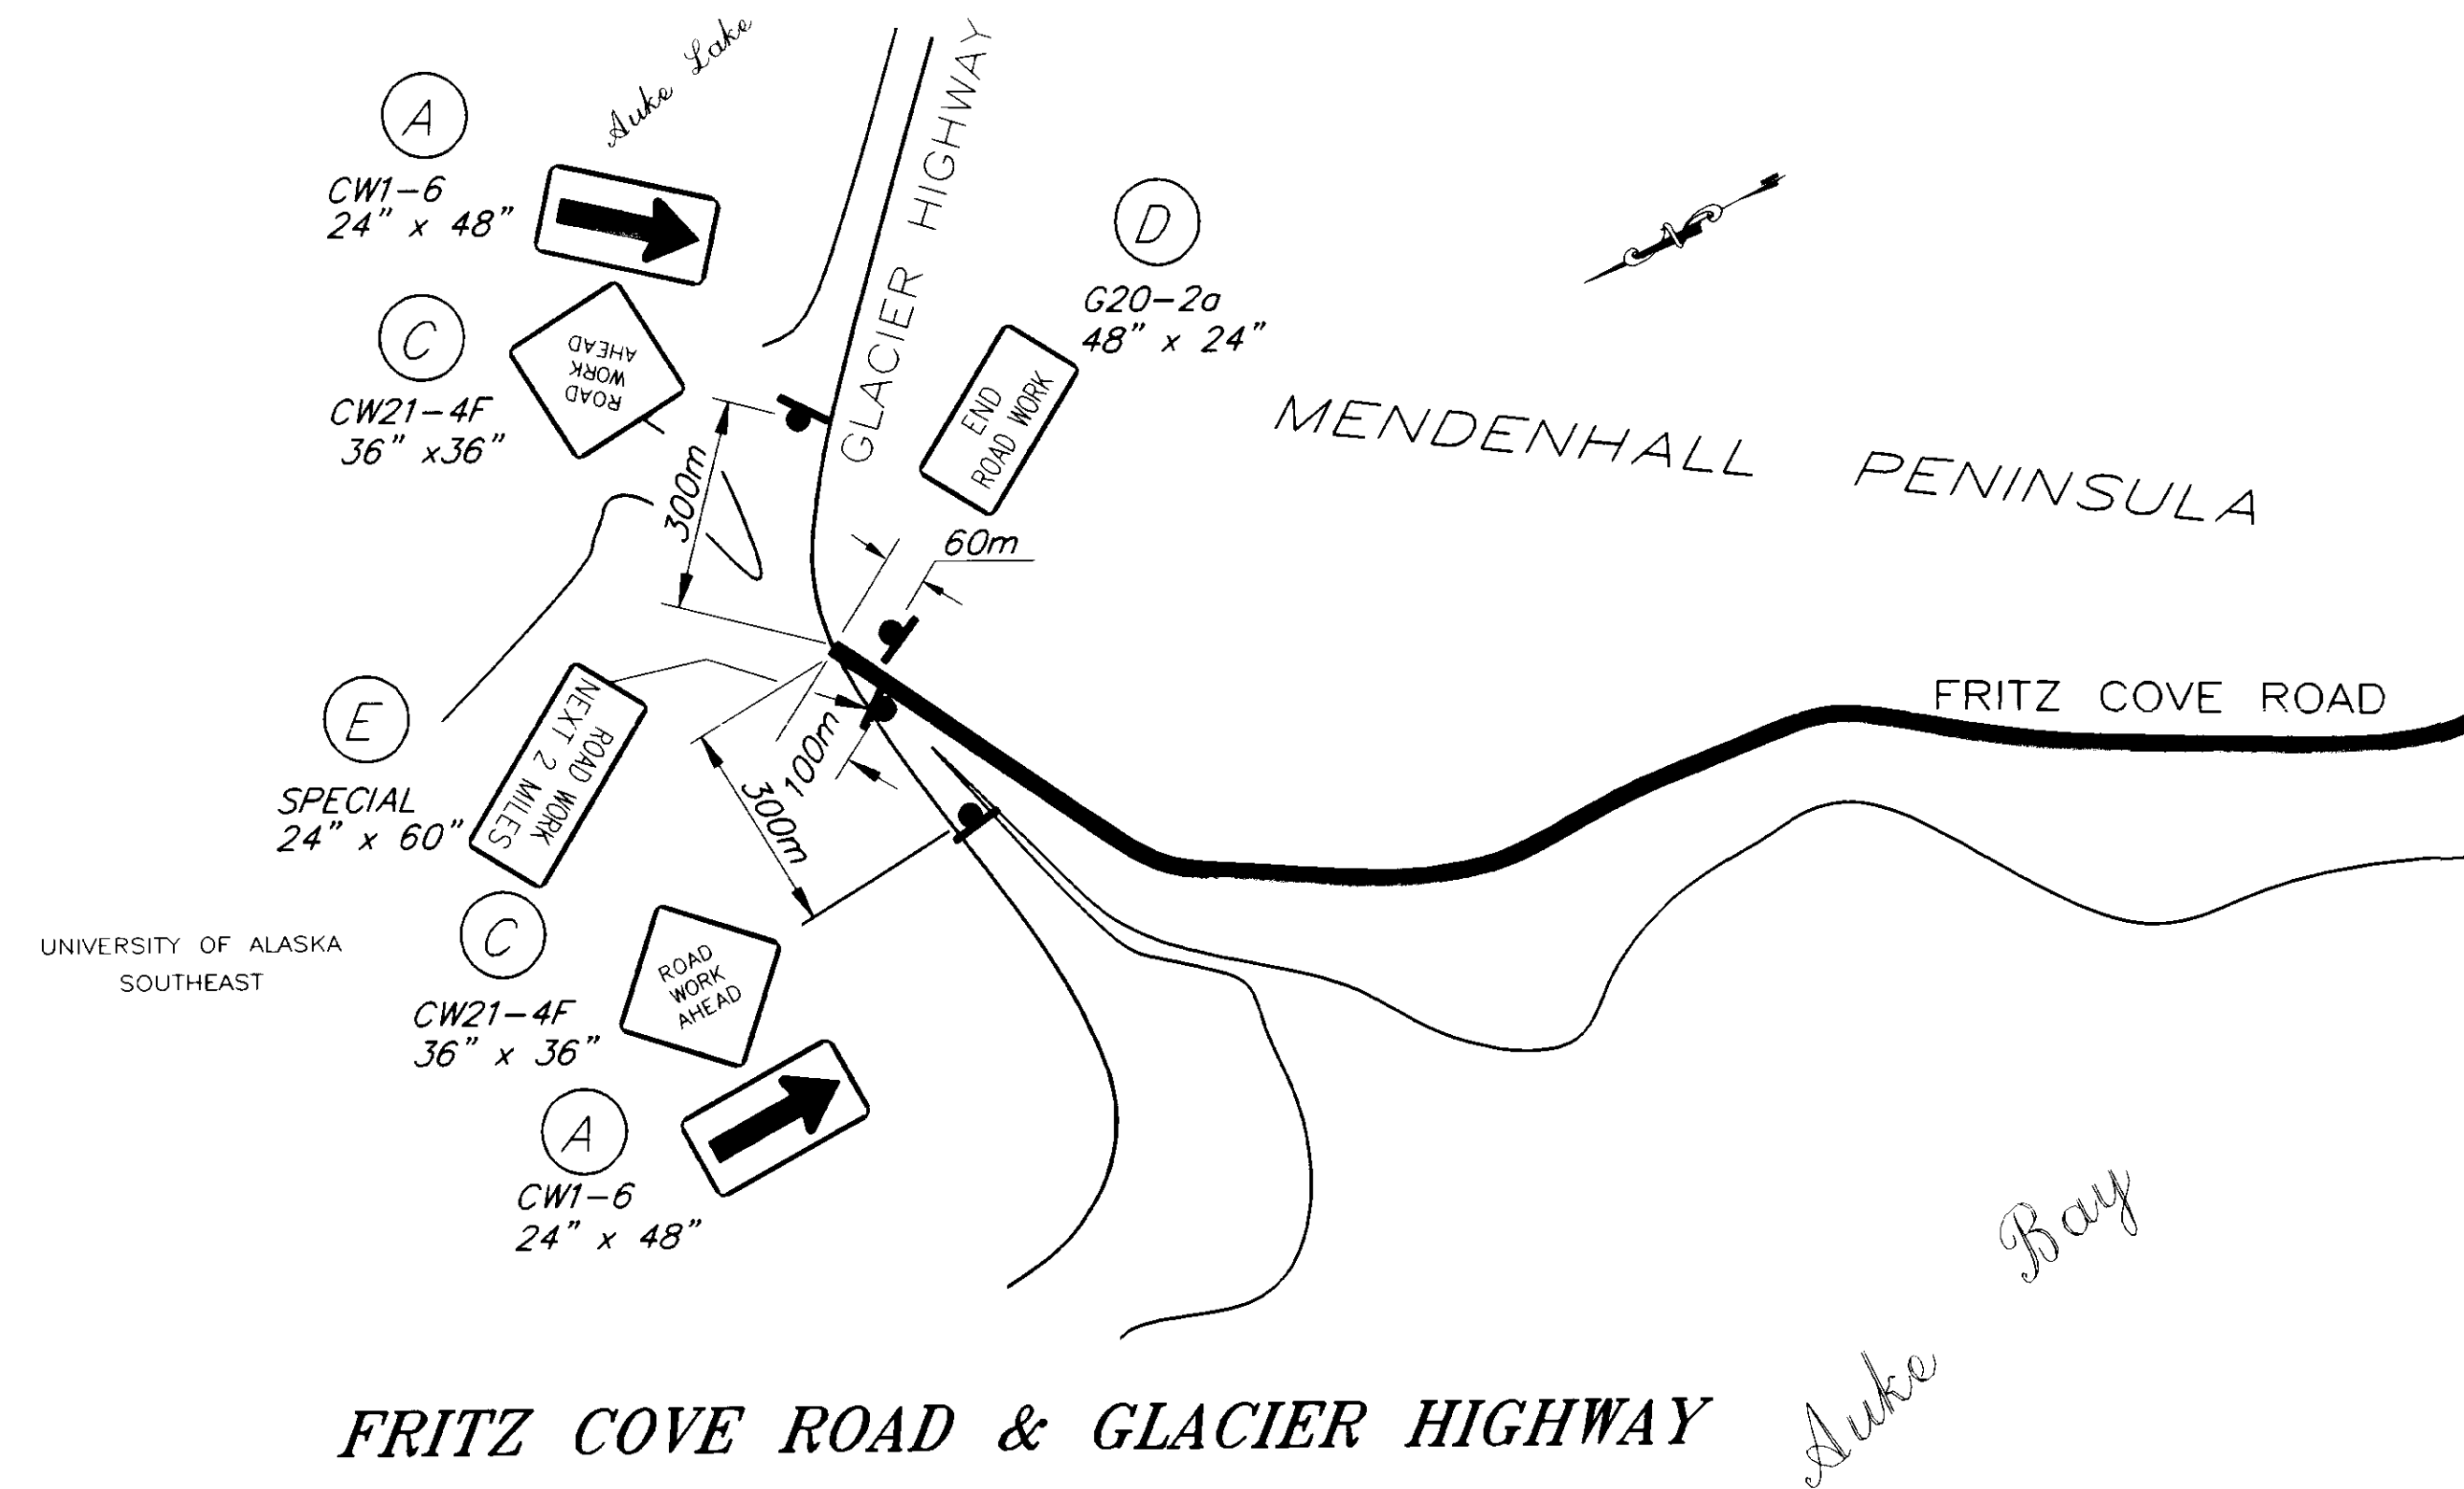 Auke Lake
A
CW1-6
24" x 48"
GLACIER HIGHWAY
D
G20-2a
48" x 24"
END
ROAD WORK
N
C
CW21-4F
36" x36"
ROAD
WORK
AHEAD
MENDENHALL PENINSULA
300m
60m
FRITZ COVE ROAD
E
SPECIAL
24" x 60"
ROAD WORK
NEXT 2 MILES
100m
300m
UNIVERSITY OF ALASKA
SOUTHEAST
C
CW21-4F
36" x 36"
ROAD
WORK
AHEAD
A
CW1-6
24" x 48"
Auke Bay
FRITZ COVE ROAD & GLACIER HIGHWAY